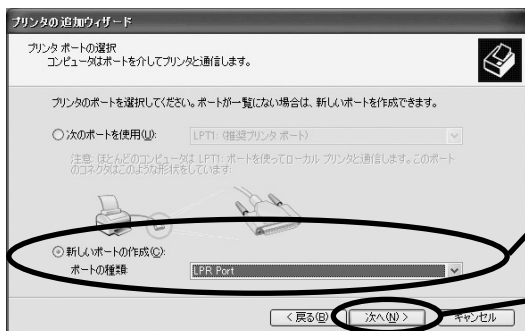 プリンタの追加ウィザード
プリンタ ポートの選択
コンピュータはポートを介してプリンタと通信します。
プリンタのポートを選択してください。ポートが一覧にない場合は、新しいポートを作成できます。
次のポートを使用(U):
LPT1: (推奨プリンタ ポート)
注意: ほとんどのコンピュータは LPT1: ポートを使ってローカル プリンタと通信します。このポート
のコネクタはこのような形状をしています:
新しいポートの作成(C):
ポートの種類:
LPR Port
< 戻る(B)
次へ(N) >
キャンセル